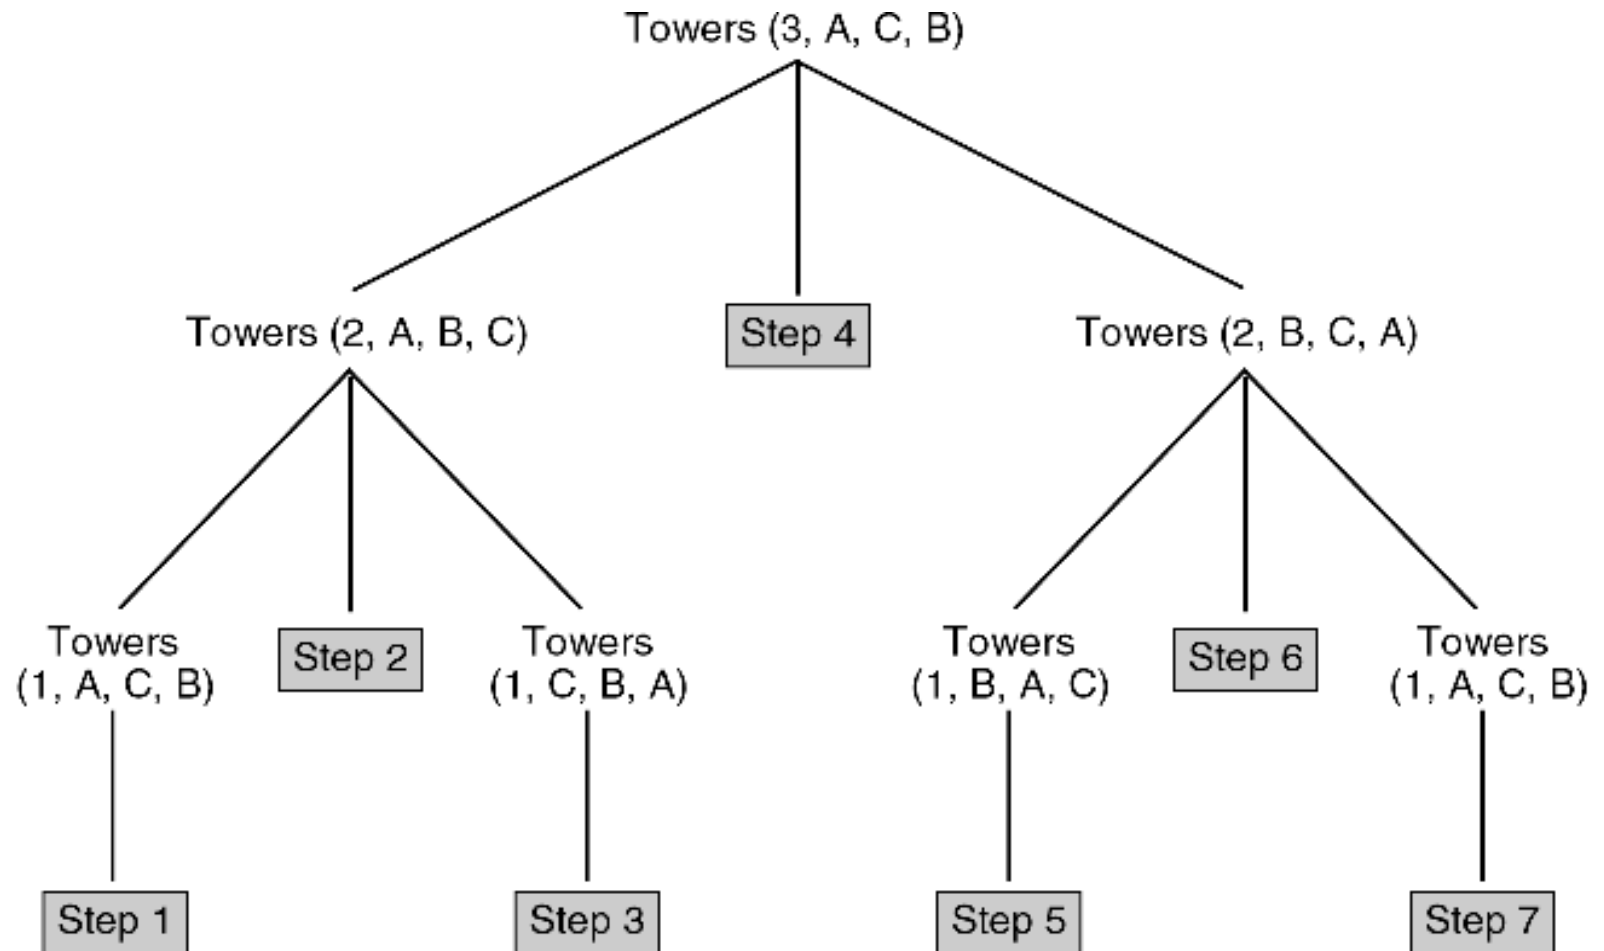 Towers (3, A, C, B)
Towers (2, A, B, C)
Step 4
Towers (2, B, C, A)
Towers
(1, A, C, B)
Step 2
Towers
(1, C, B, A)
Towers
(1, B, A, C)
Step 6
Towers
(1, A, C, B)
Step 1
Step 3
Step 5
Step 7